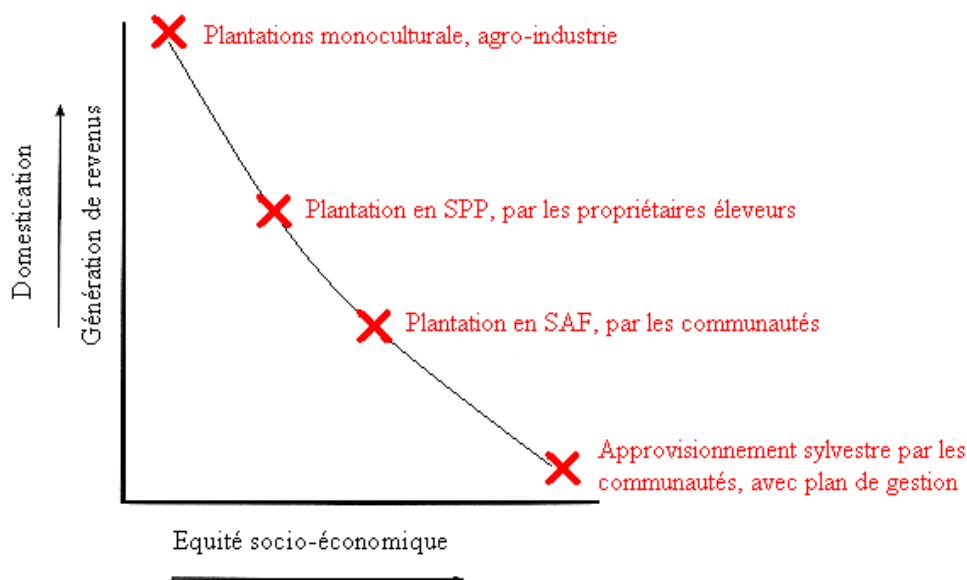 Plantations monoculturale, agro-industrie
Domestication
Génération de revenus
Plantation en SPP, par les propriétaires éleveurs
Plantation en SAF, par les communautés
Approvisionnement sylvestre par les
communautés, avec plan de gestion
Equité socio-économique